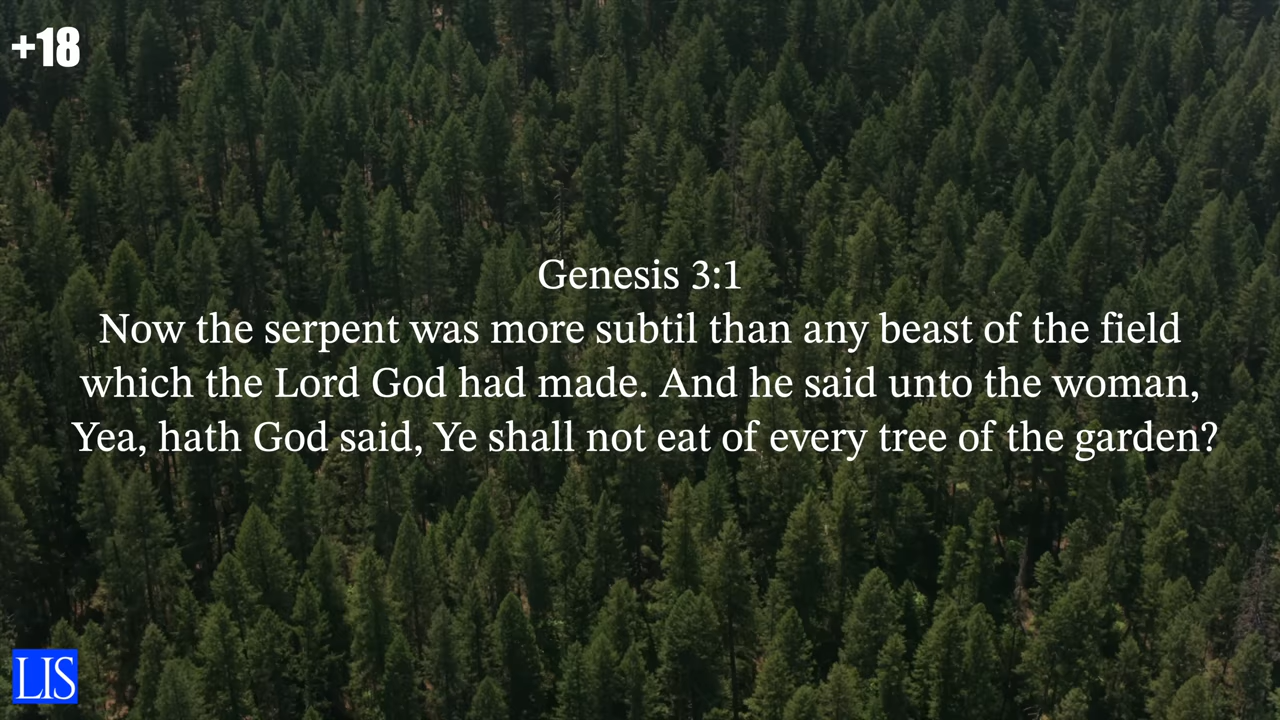 +18
Genesis 3:1
Now the serpent was more subtil than any beast of the field
which the Lord God had made. And he said unto the woman,
Yea, hath God said, Ye shall not eat of every tree of the garden?
LIS